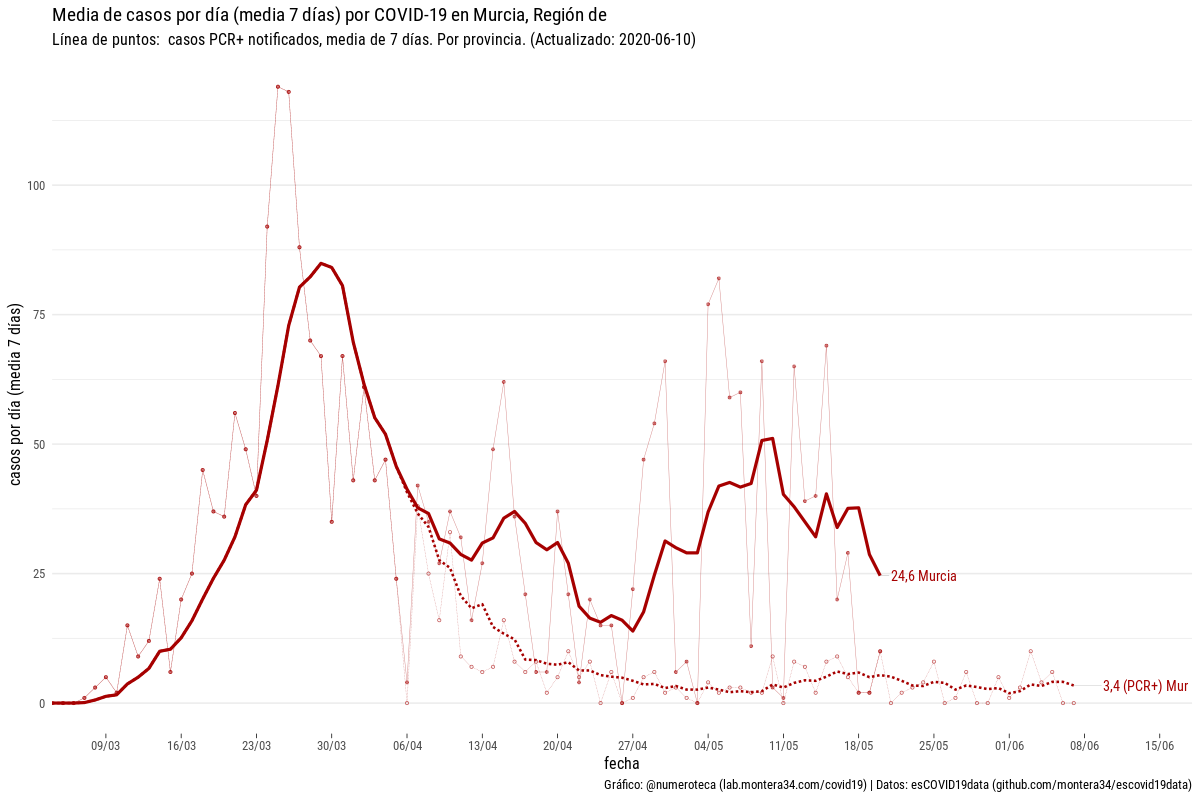 Media de casos por día (media 7 días) por COVID-19 en Murcia, Región de
Línea de puntos:  casos PCR+ notificados, media de 7 días. Por provincia. (Actualizado: 2020-06-10)
casos por día (media 7 días)
100
75
50
25
0
24,6 Murcia
3,4 (PCR+) Mur
09/03 16/03 23/03 30/03 06/04 13/04 20/04 27/04 04/05 11/05 18/05 25/05 01/06 08/06 15/06
fecha
Gráfico: @numeroteca (lab.montera34.com/covid19) | Datos: esCOVID19data (github.com/montera34/escovid19data)